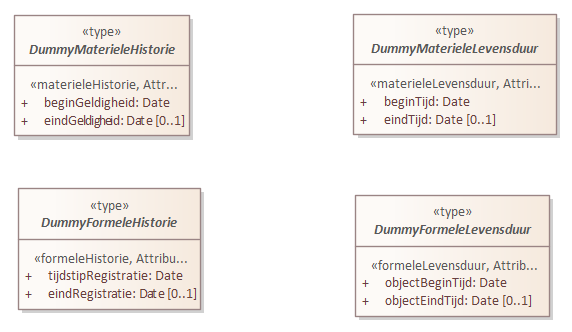 «type»
DummyMaterieleHistorie
«materieleHistorie, Attri...
+ beginGeldigheid: Date
+ eindGeldigheid: Date [0..1]
«type»
DummyMaterieleLevensduur
«materieleLevensduur, Attri...
+ beginTijd: Date
+ eindTijd: Date [0..1]
«type»
DummyFormeleHistorie
«formeleHistorie, Attribu...
+ tijdstipRegistratie: Date
+ eindRegistratie: Date [0..1]
«type»
DummyFormeleLevensduur
«formeleLevensduur, Attrib...
+ objectBeginTijd: Date
+ objectEindTijd: Date [0..1]